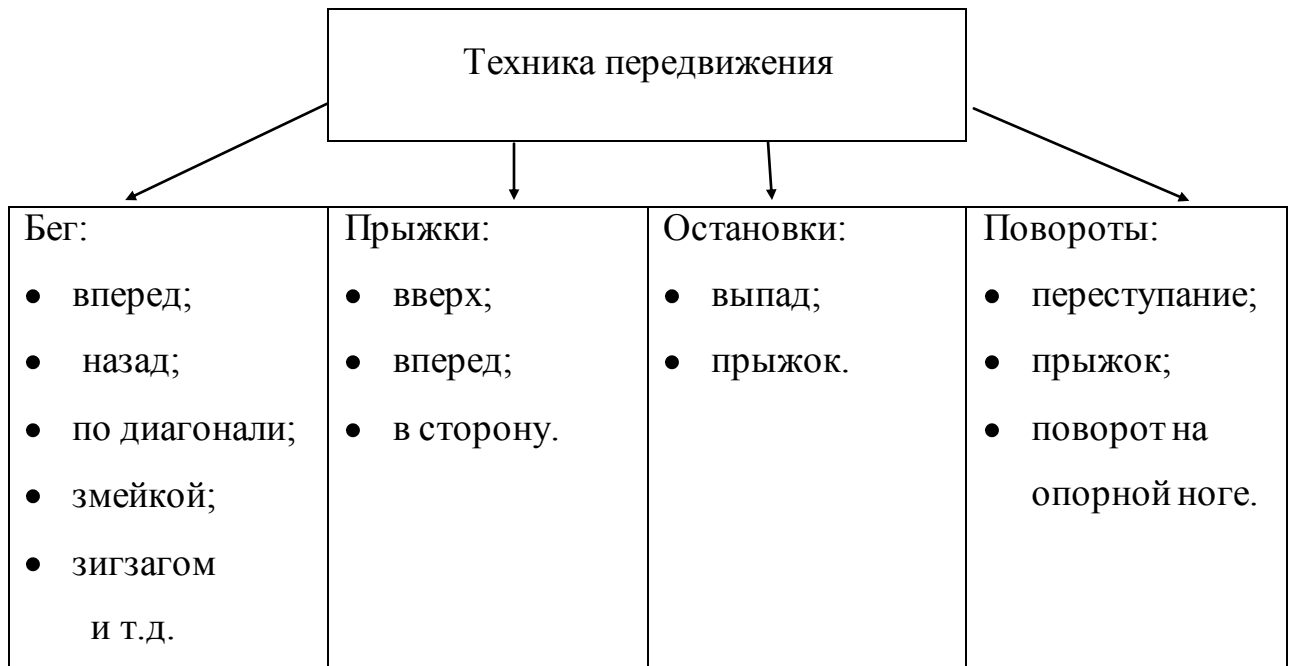 Техника передвижения
Бег:
• вперед;
• назад;
• по диагонали;
• змейкой;
• зигзагом
и т.д.
Прыжки:
• вверх;
• вперед;
• в сторону.
Остановки:
• выпад;
• прыжок.
Повороты:
• переступание;
• прыжок;
• поворот на
опорной ноге.